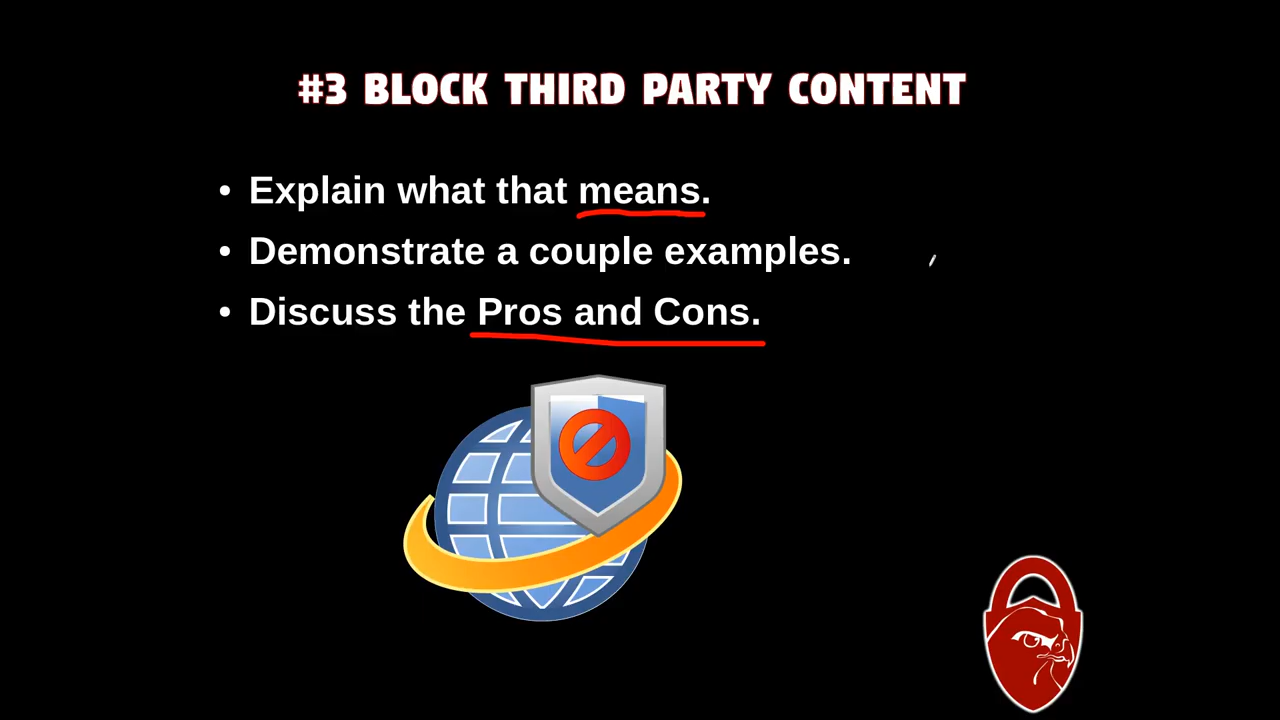 #3 BLOCK THIRD PARTY CONTENT
• Explain what that means.
• Demonstrate a couple examples.
• Discuss the Pros and Cons.